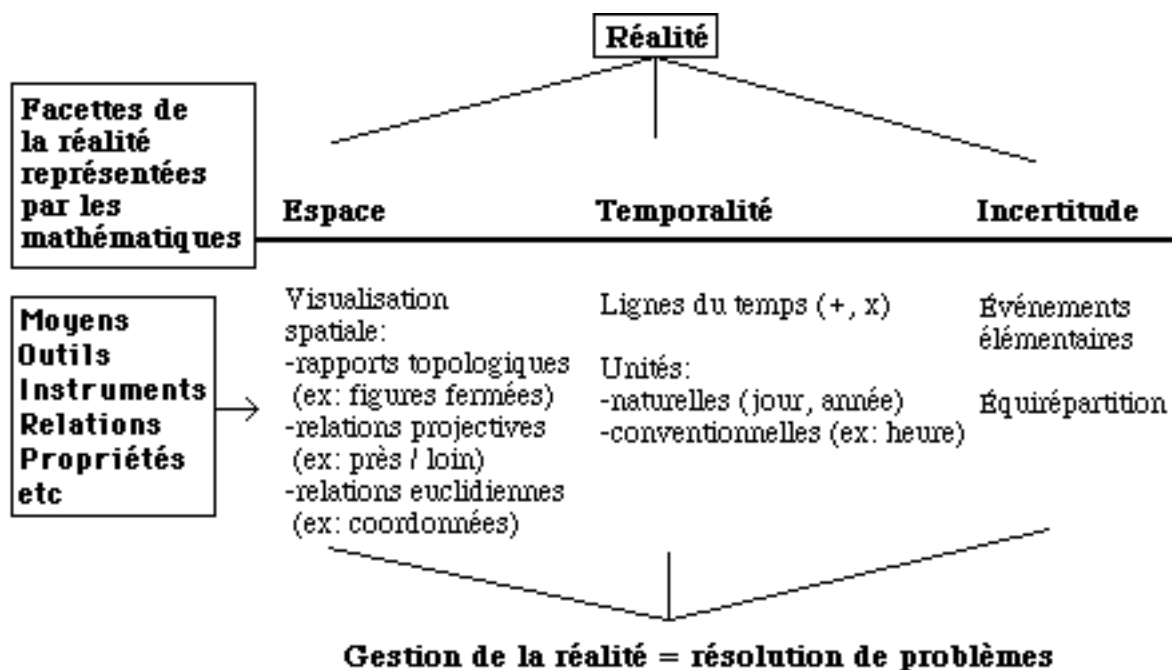 Réalité
Facettes de
la réalité
représentées
par les
mathématiques
Espace
Temporalité
Incertitude
Moyens
Outils
Instruments
Relations
Propriétés
etc
Visualisation
spatiale:
-rapports topologiques
(ex: figures fermées)
-relations projectives
(ex: près / loin)
-relations euclidiennes
(ex: coordonnées)
Lignes du temps (+, x)
Unités:
-naturelles (jour, année)
-conventionnelles (ex: heure)
Événements
élémentaires
Équirépartition
Gestion de la réalité = résolution de problèmes